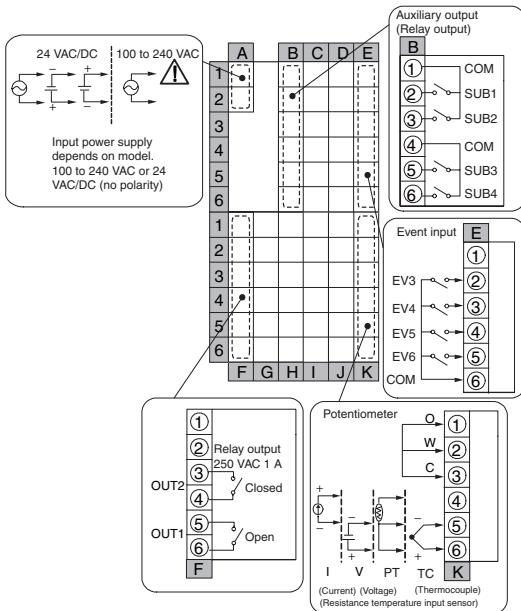 24 VAC/DC
100 to 240 VAC
− + + −
− +
+ −
Input power supply
depends on model.
100 to 240 VAC or 24
VAC/DC (no polarity)
A B C D E
1
2
3
4
5
6
1
2
3
4
5
6
F G H I J K
Auxiliary output
(Relay output)
B
1 COM
2 SUB1
3 SUB2
4 COM
5 SUB3
6 SUB4
Event input
E
1
EV3 2
EV4 3
EV5 4
EV6 5
COM 6
1
2
Relay output
250 VAC 1 A
OUT2
3
4
Closed
OUT1
5
6
Open
F
Potentiometer
O 1
W 2
C 3
4
5
6
K
+ −
− +
− +
I V PT TC
(Current) (Voltage) (Thermocouple)
(Resistance temperature input sensor)